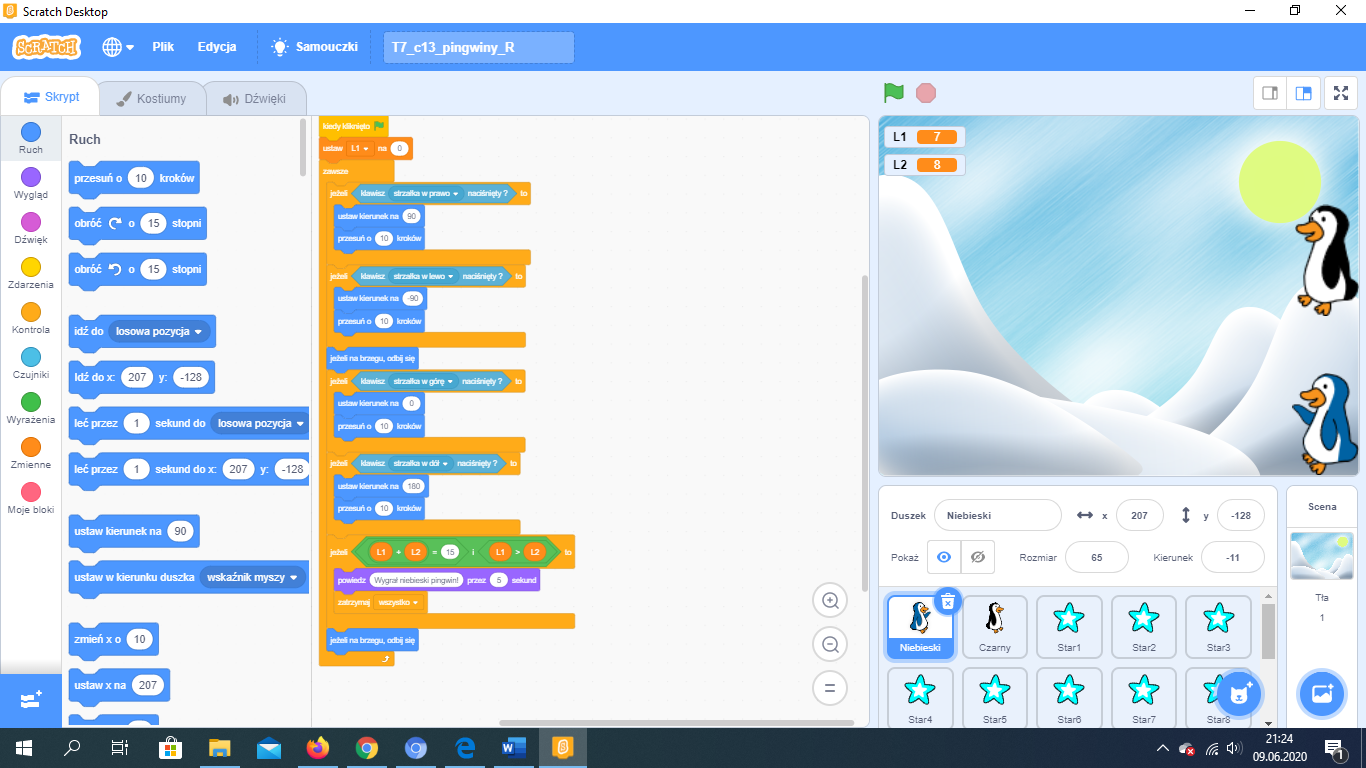 Scratch Desktop
SCRATCH Plik Edycja Samouczki T7_c13_pingwiny_R
Skrypt Kostiumy Dźwięki
Ruch
Wygląd
Dźwięk
Zdarzenia
Kontrola
Czujniki
Wyrażenia
Zmienne
Moje bloki
Ruch
przesuń o 10 kroków
obróć o 15 stopni
obróć o 15 stopni
idź do losowa pozycja
Idź do x: 207 y: -128
leć przez 1 sekund do losowa pozycja
leć przez 1 sekund do x: 207 y: -128
ustaw kierunek na 90
ustaw w kierunku duszka wskaźnik myszy
zmień x o 10
ustaw x na 207
kiedy kliknięto
ustaw L1 na 0
zawsze
jeżeli klawisz strzałka w prawo naciśnięty ? to
ustaw kierunek na 90
przesuń o 10 kroków
jeżeli klawisz strzałka w lewo naciśnięty ? to
ustaw kierunek na -90
przesuń o 10 kroków
jeżeli na brzegu, odbij się
jeżeli klawisz strzałka w górę naciśnięty ? to
ustaw kierunek na 0
przesuń o 10 kroków
jeżeli klawisz strzałka w dół naciśnięty ? to
ustaw kierunek na 180
przesuń o 10 kroków
jeżeli L1 + L2 = 15 i L1 > L2 to
powiedz Wygrał niebieski pingwin! przez 5 sekund
zatrzymaj wszystko
jeżeli na brzegu, odbij się
L1 7
L2 8
Duszek Niebieski x 207 y -128
Pokaż Rozmiar 65 Kierunek -11
Niebieski Czarny Star1 Star2 Star3
Star4 Star5 Star6 Star7 Star8
Scena
Tła
1
21:24
09.06.2020
1